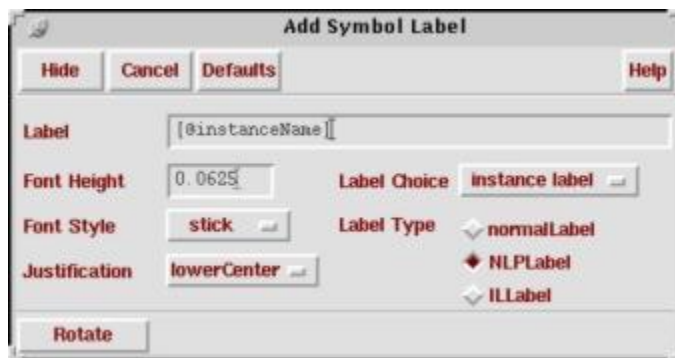 Add Symbol Label
Hide Cancel Defaults Help
Label [@instanceName]
Font Height 0.0625 Label Choice instance label
Font Style stick Label Type normalLabel
NLPLabel
Justification lowerCenter
ILLabel
Rotate